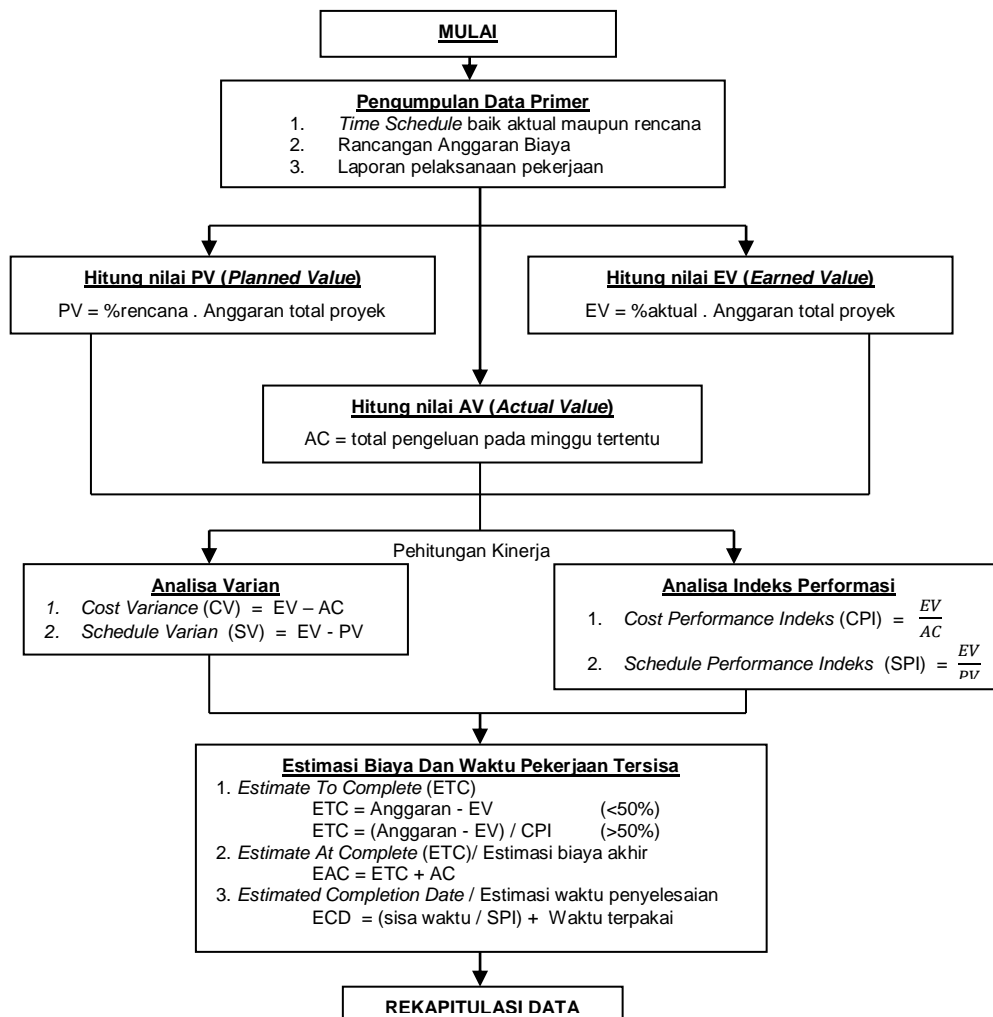 MULAI
Pengumpulan Data Primer
1. Time Schedule baik aktual maupun rencana
2. Rancangan Anggaran Biaya
3. Laporan pelaksanaan pekerjaan
Hitung nilai PV (Planned Value)
PV = %rencana . Anggaran total proyek
Hitung nilai EV (Earned Value)
EV = %aktual . Anggaran total proyek
Hitung nilai AV (Actual Value)
AC = total pengeluan pada minggu tertentu
Pehitungan Kinerja
Analisa Varian
1. Cost Variance (CV) = EV – AC
2. Schedule Varian (SV) = EV - PV
Analisa Indeks Performasi
1. Cost Performance Indeks (CPI) = EV/AC
2. Schedule Performance Indeks (SPI) = EV/PV
Estimasi Biaya Dan Waktu Pekerjaan Tersisa
1. Estimate To Complete (ETC)
ETC = Anggaran - EV (<50%)
ETC = (Anggaran - EV) / CPI (>50%)
2. Estimate At Complete (ETC)/ Estimasi biaya akhir
EAC = ETC + AC
3. Estimated Completion Date / Estimasi waktu penyelesaian
ECD = (sisa waktu / SPI) + Waktu terpakai
REKAPITULASI DATA